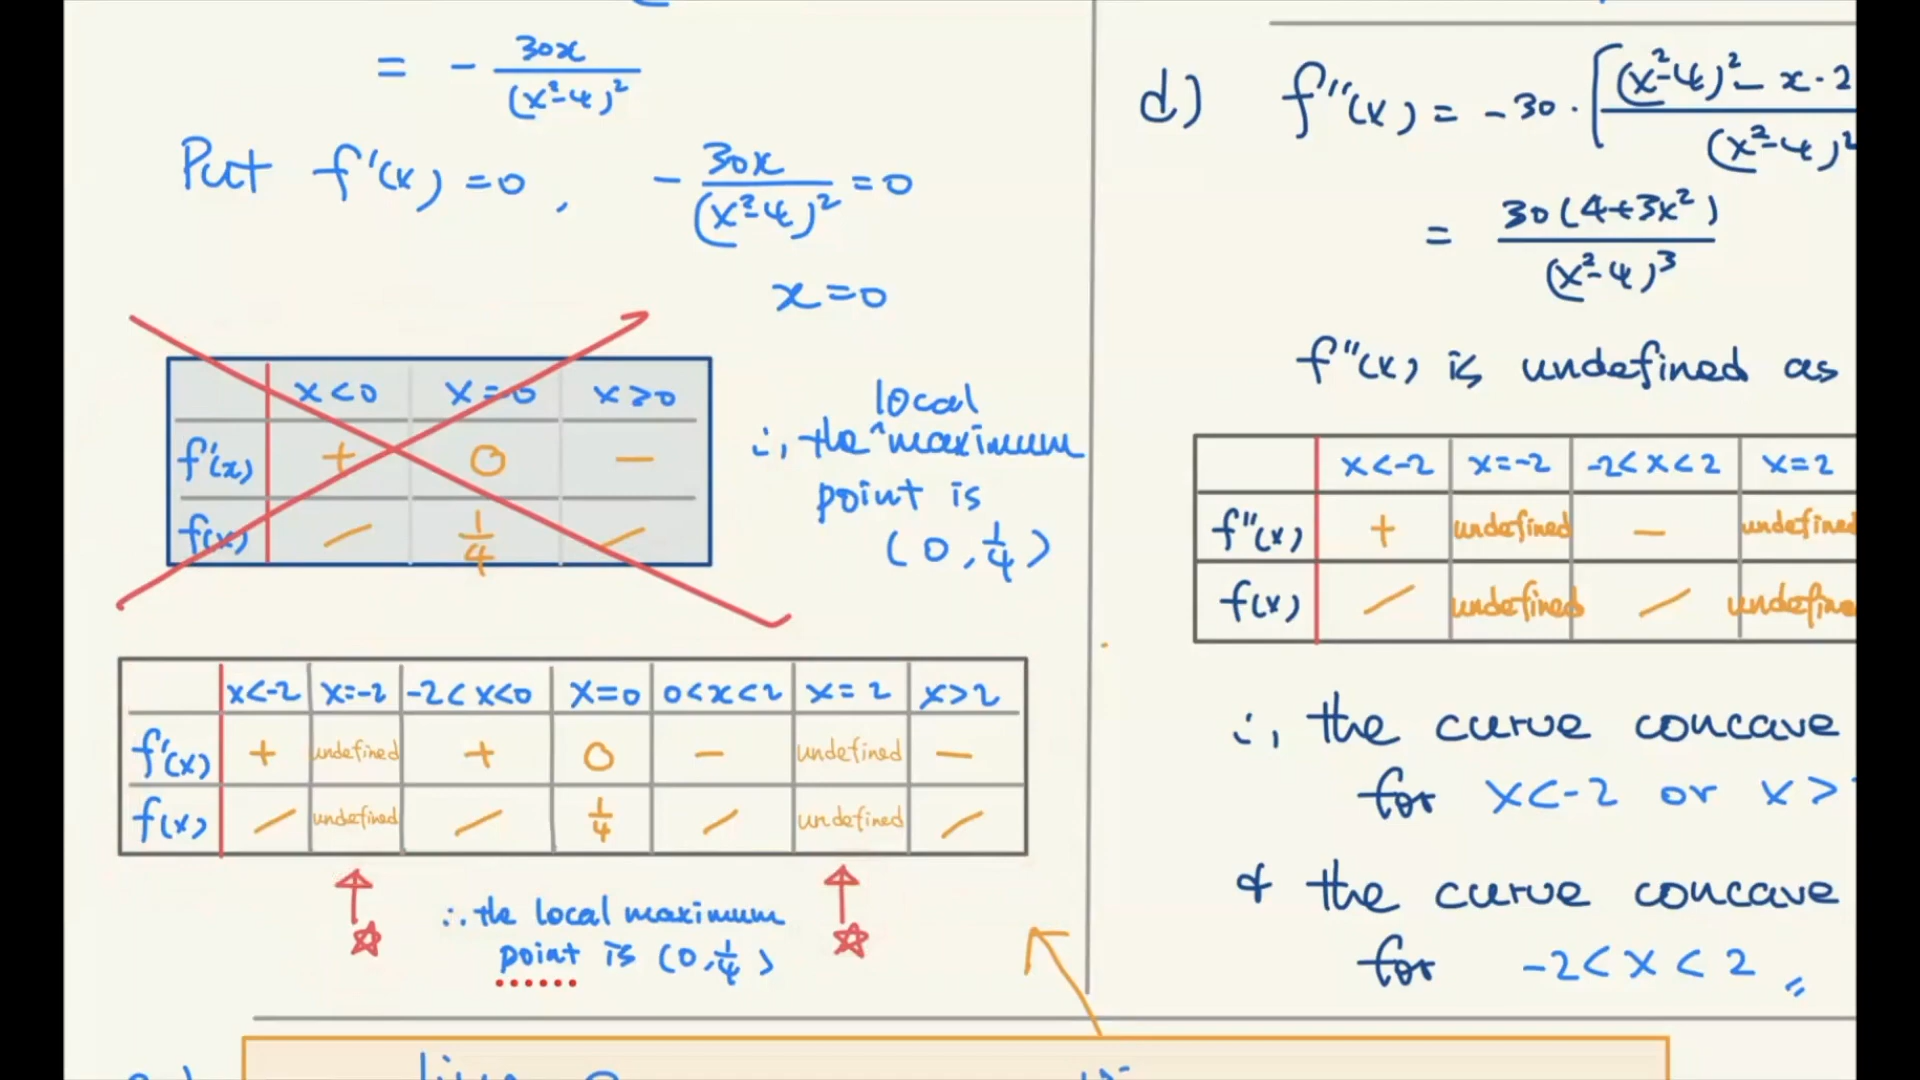 = - 30x / (x²-4)²
Put f'(x) = 0 , - 30x / (x²-4)² = 0
x = 0
x<0 x=0 x>0
f'(x) + 0 —
f(x) / 1/4 /
local
∴, the ^ maximum
point is
(0, 1/4)
x<-2 x=-2 -2<x<0 x=0 0<x<2 x=2 x>2
f'(x) + undefined + 0 — undefined —
f(x) / undefined / 1/4 / undefined /
∴ the local maximum
point is (0, 1/4)
d) f''(x) = -30 · [ (x²-4)² - x·2 / (x²-4)²
= 30(4+3x²) / (x²-4)³
f''(x) is undefined as
x<-2 x=-2 -2<x<2 x=2
f''(x) + undefined — undefined
f(x) / undefined / undefined
∴, the curve concave
for x<-2 or x>
& the curve concave
for -2<x<2 〃